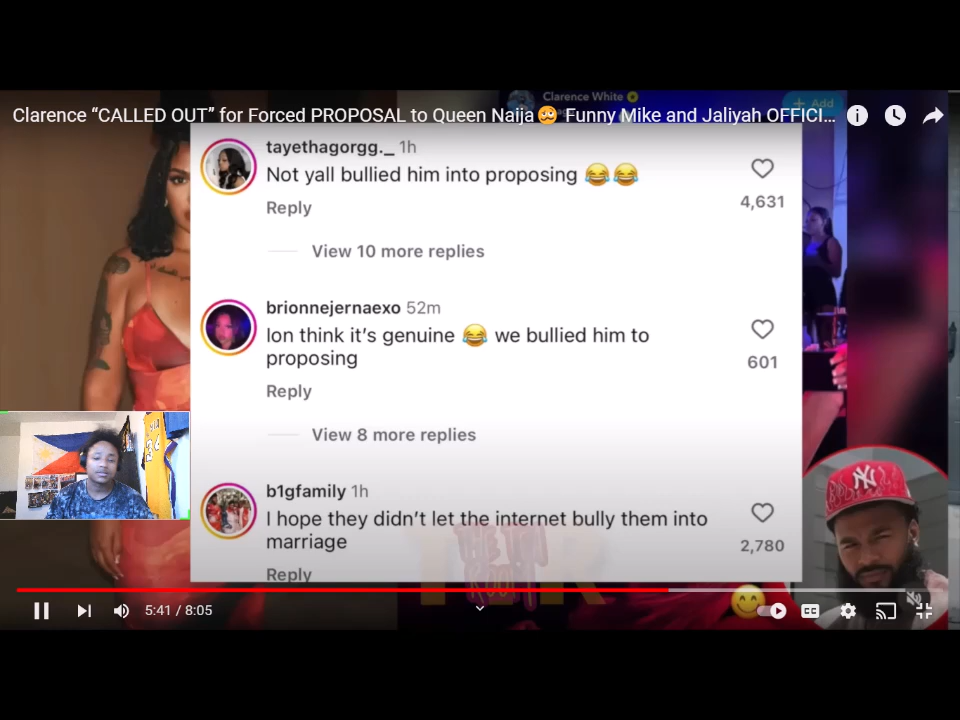 Clarence White
+ Add
Clarence “CALLED OUT” for Forced PROPOSAL to Queen Naija🥴 Funny Mike and Jaliyah OFFICI...
tayethagorgg._ 1h
Not yall bullied him into proposing 😂😂
4,631
Reply
View 10 more replies
brionnejernaexo 52m
Ion think it’s genuine 😂 we bullied him to
proposing
601
Reply
View 8 more replies
b1gfamily 1h
I hope they didn’t let the internet bully them into
marriage
2,780
Reply
5:41 / 8:05
CC